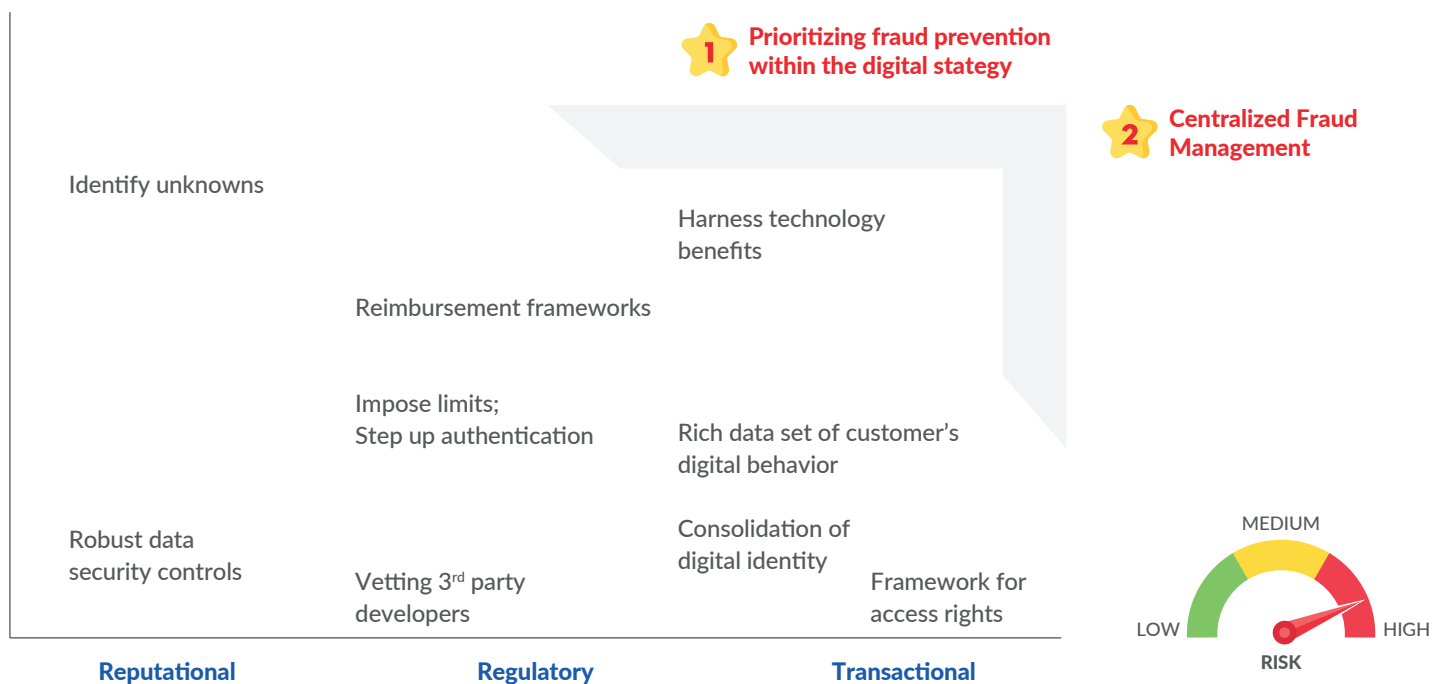 1
Prioritizing fraud prevention
within the digital stategy
2
Centralized Fraud
Management
Identify unknowns
Harness technology
benefits
Reimbursement frameworks
Impose limits;
Step up authentication
Rich data set of customer’s
digital behavior
Robust data
security controls
Consolidation of
digital identity
Vetting 3rd party
developers
Framework for
access rights
MEDIUM
LOW
HIGH
RISK
Reputational
Regulatory
Transactional